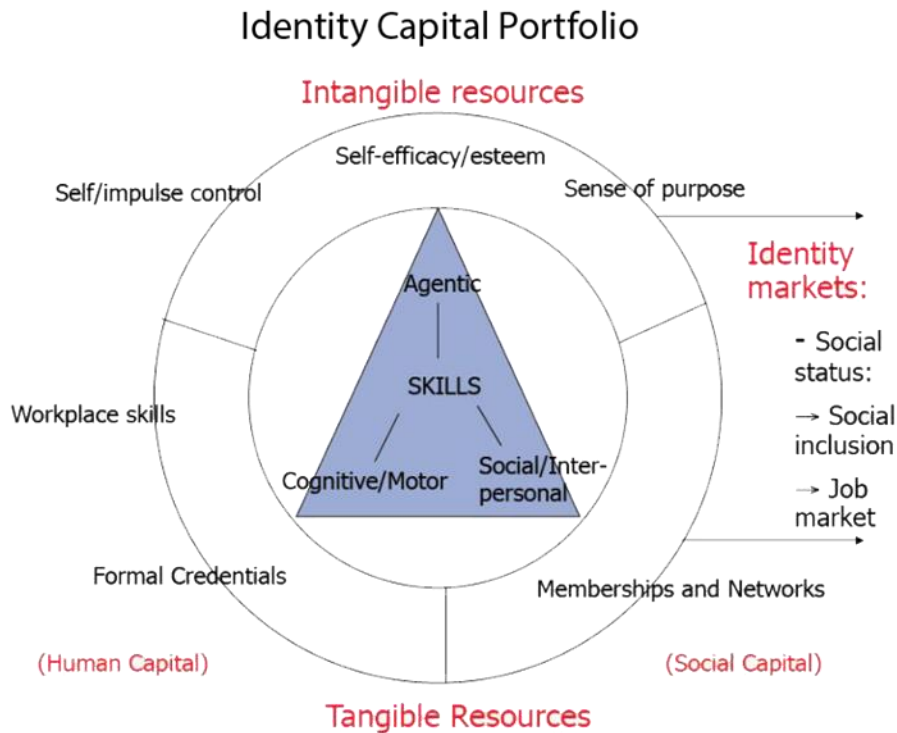 Identity Capital Portfolio
Intangible resources
Self-efficacy/esteem
Self/impulse control
Sense of purpose
Identity
markets:
Agentic
- Social
status:
SKILLS
Workplace skills
→ Social
inclusion
Cognitive/Motor
Social/Inter-
personal
→ Job
market
Formal Credentials
Memberships and Networks
(Human Capital)
(Social Capital)
Tangible Resources